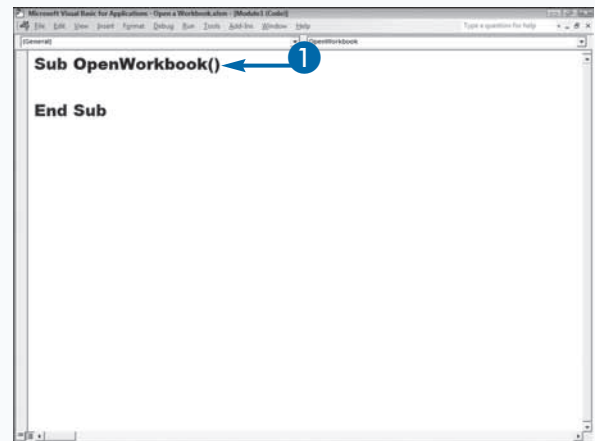 Microsoft Visual Basic for Applications - Open a Workbook.xlsm - [Module1 (Code)]
File Edit View Insert Format Debug Run Tools Add-Ins Window Help Type a question for help
(General) OpenWorkbook
Sub OpenWorkbook() 1
End Sub